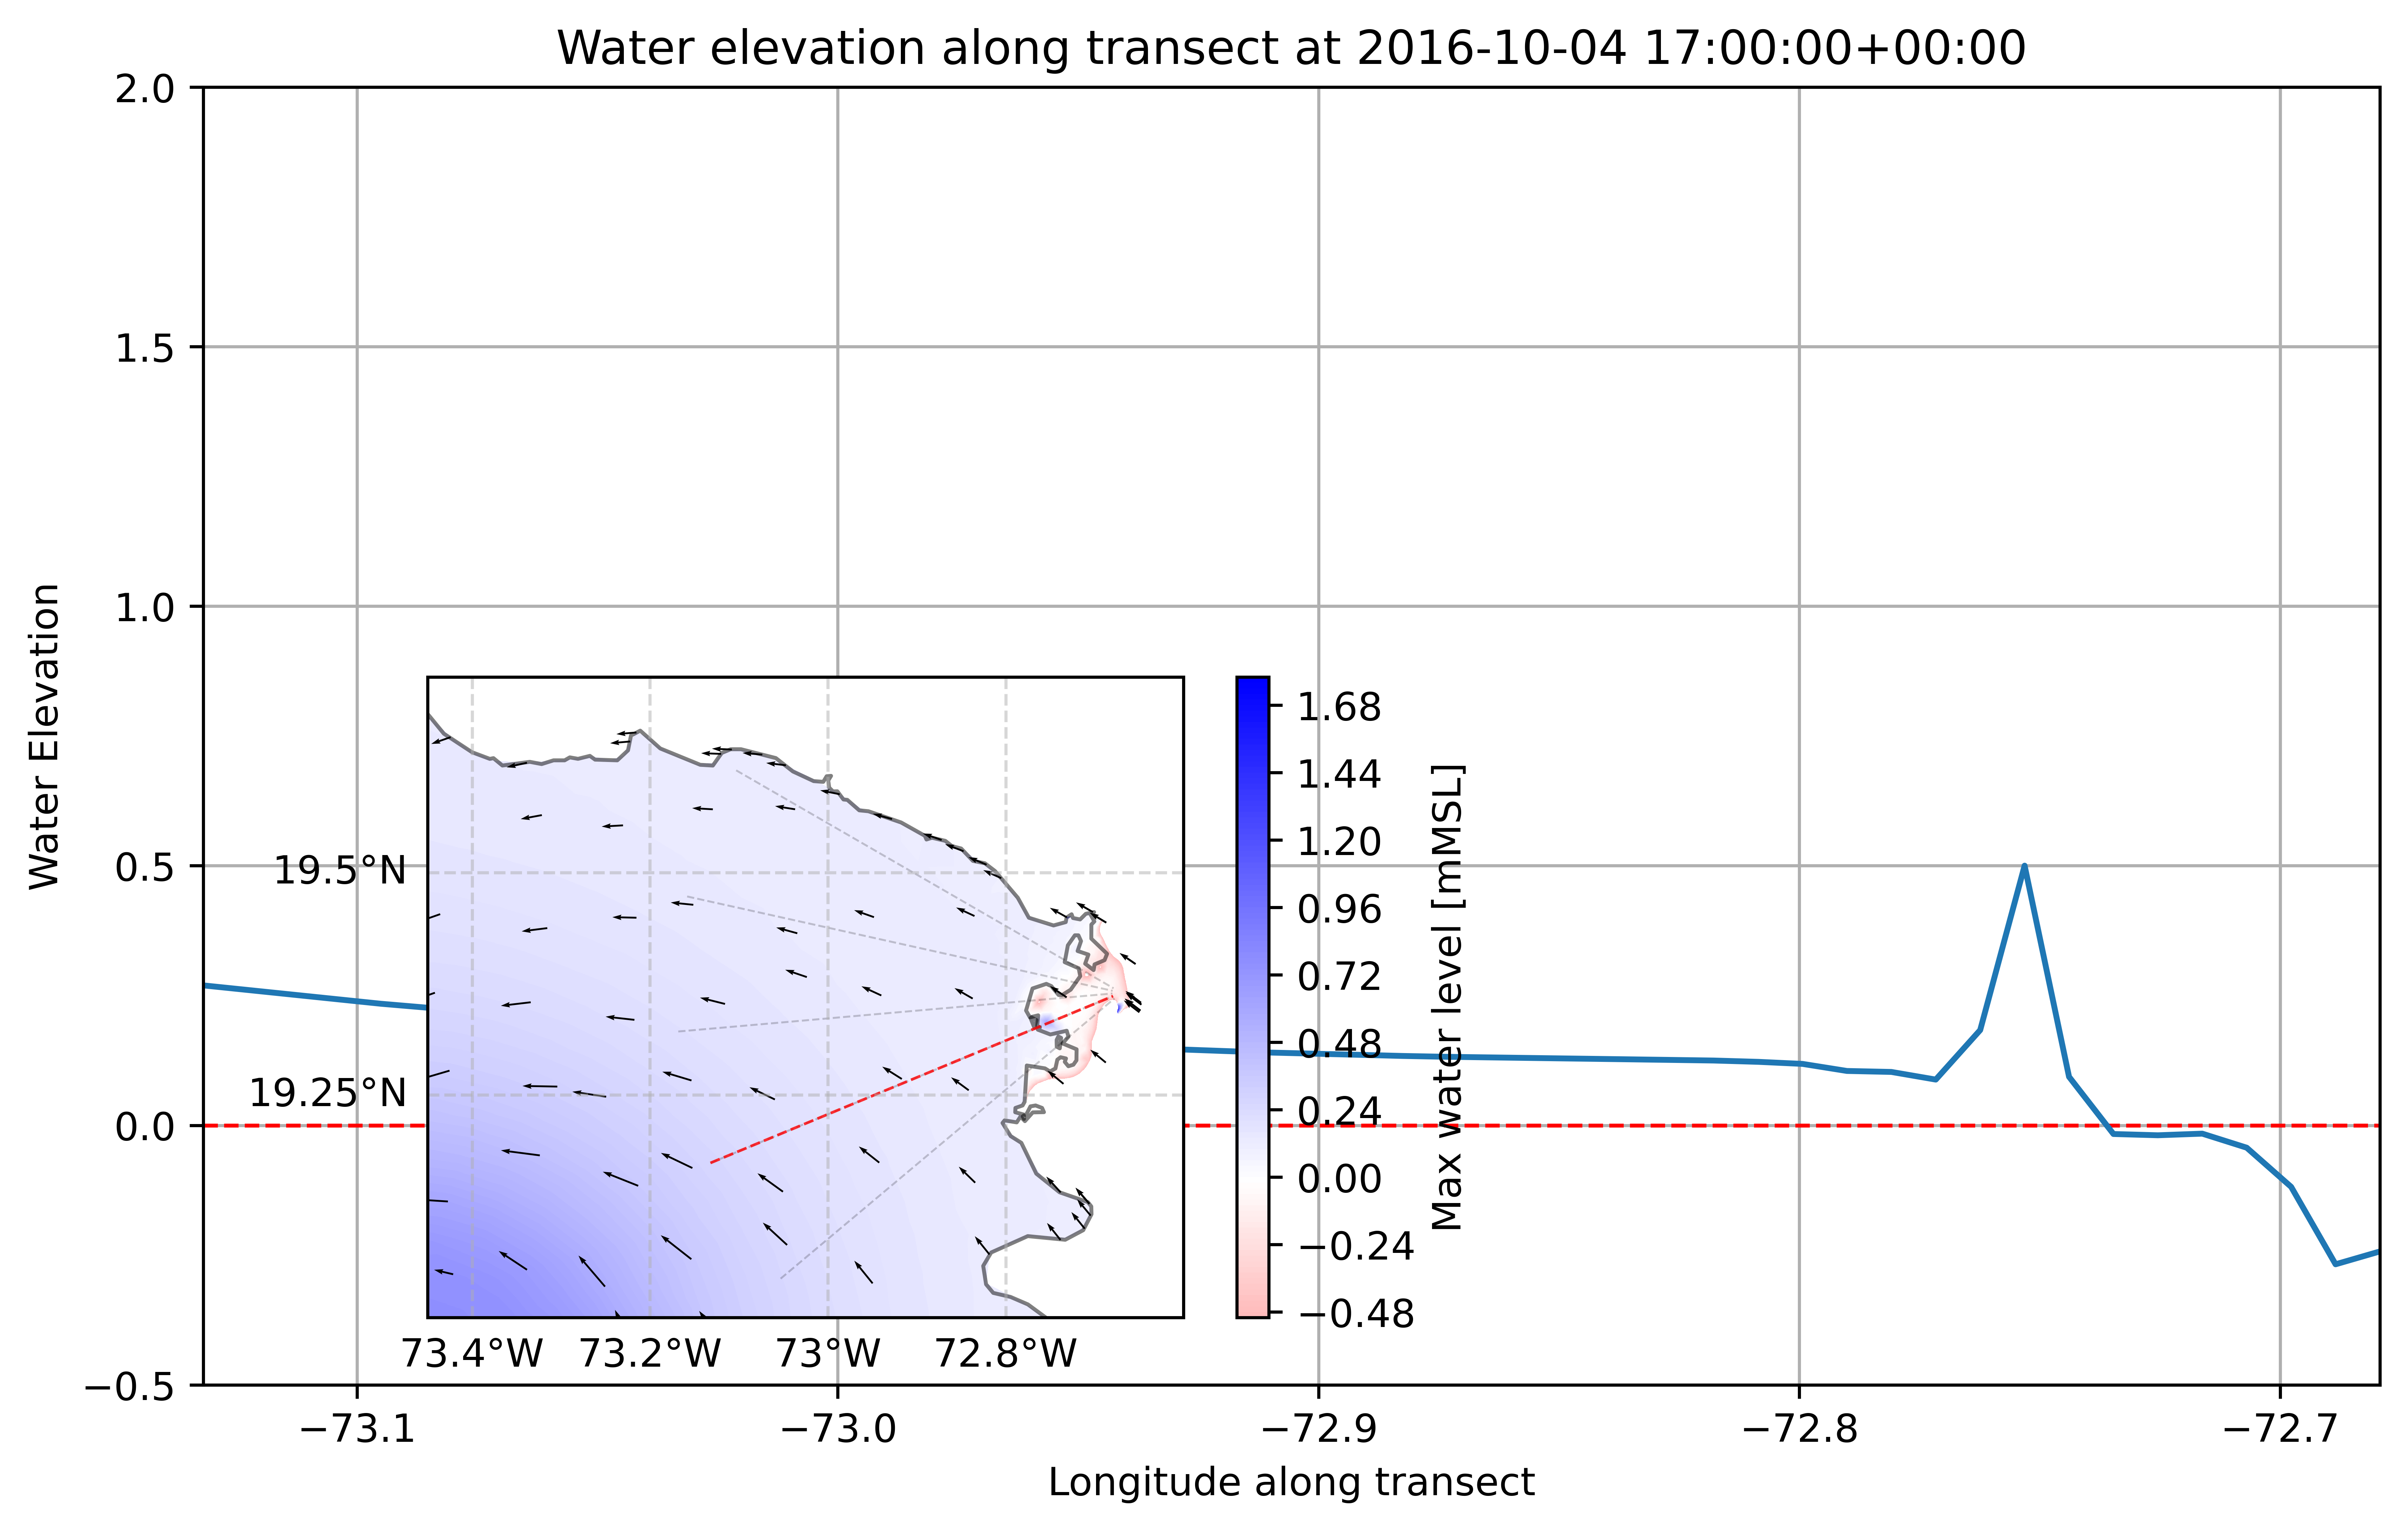 Water elevation along transect at 2016-10-04 17:00:00+00:00
Water Elevation
2.0
1.5
1.0
0.5
0.0
−0.5
19.5°N
19.25°N
73.4°W 73.2°W 73°W 72.8°W
1.68
1.44
1.20
0.96
0.72
0.48
0.24
0.00
−0.24
−0.48
Max water level [mMSL]
−73.1 −73.0 −72.9 −72.8 −72.7
Longitude along transect